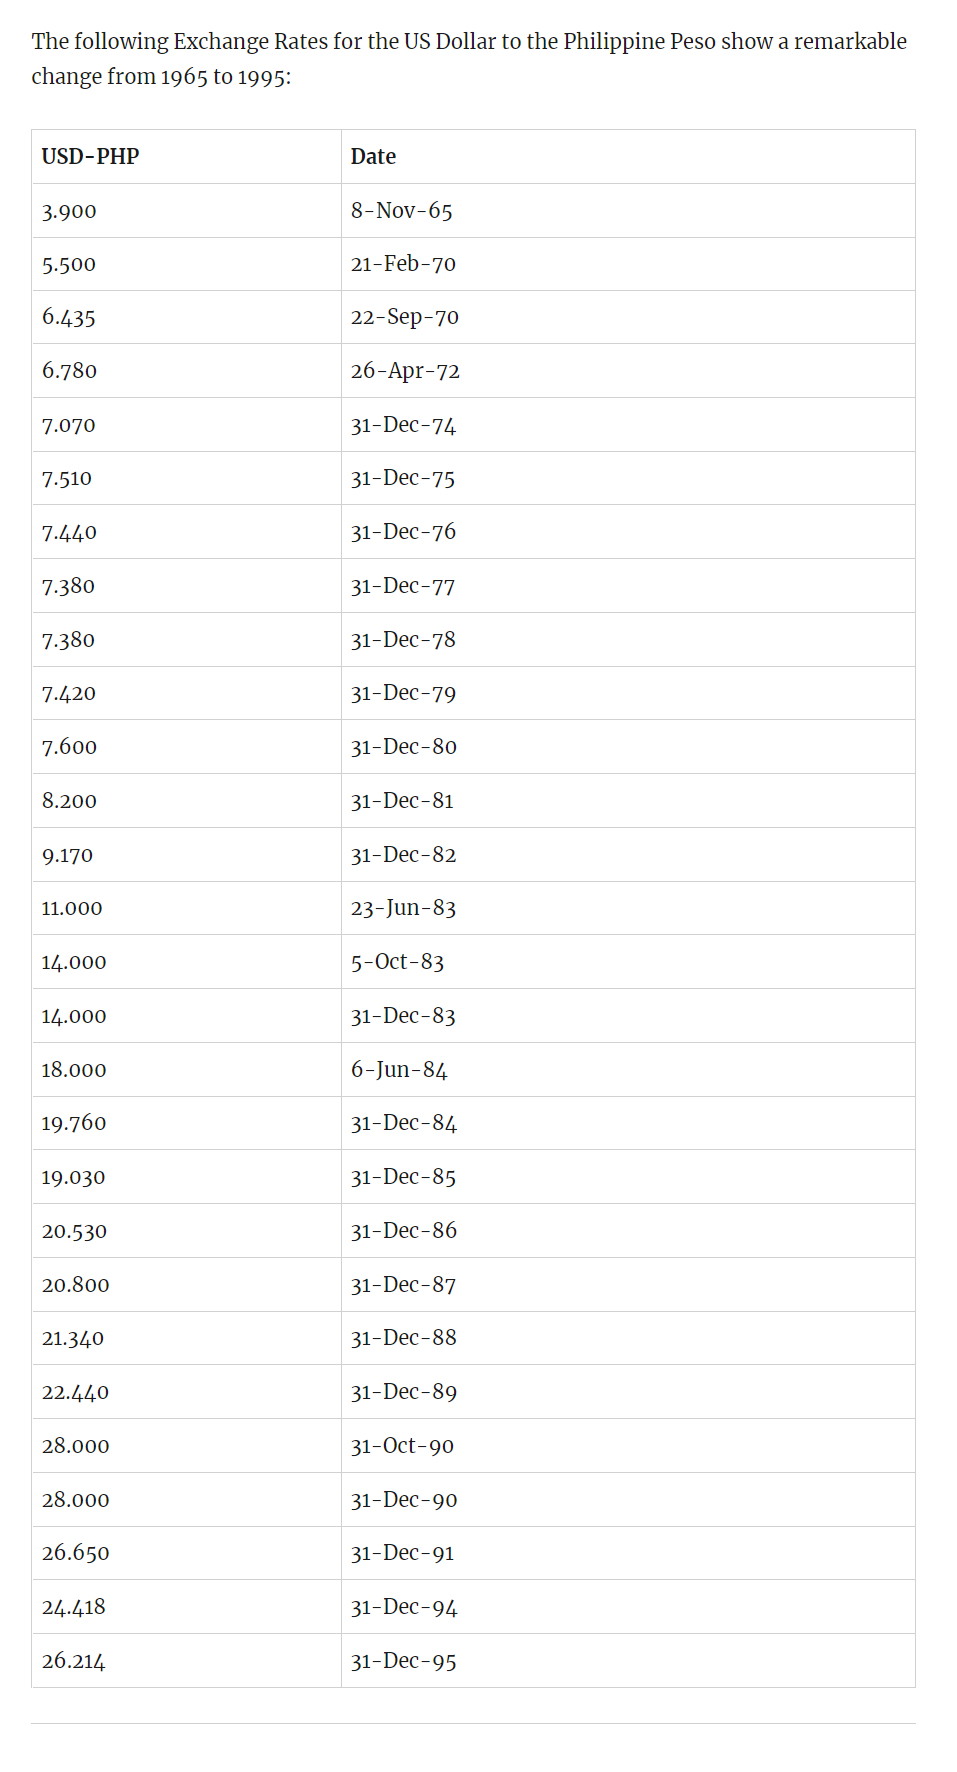 The following Exchange Rates for the US Dollar to the Philippine Peso show a remarkable
change from 1965 to 1995:
USD-PHP Date
3.900 8-Nov-65
5.500 21-Feb-70
6.435 22-Sep-70
6.780 26-Apr-72
7.070 31-Dec-74
7.510 31-Dec-75
7.440 31-Dec-76
7.380 31-Dec-77
7.380 31-Dec-78
7.420 31-Dec-79
7.600 31-Dec-80
8.200 31-Dec-81
9.170 31-Dec-82
11.000 23-Jun-83
14.000 5-Oct-83
14.000 31-Dec-83
18.000 6-Jun-84
19.760 31-Dec-84
19.030 31-Dec-85
20.530 31-Dec-86
20.800 31-Dec-87
21.340 31-Dec-88
22.440 31-Dec-89
28.000 31-Oct-90
28.000 31-Dec-90
26.650 31-Dec-91
24.418 31-Dec-94
26.214 31-Dec-95